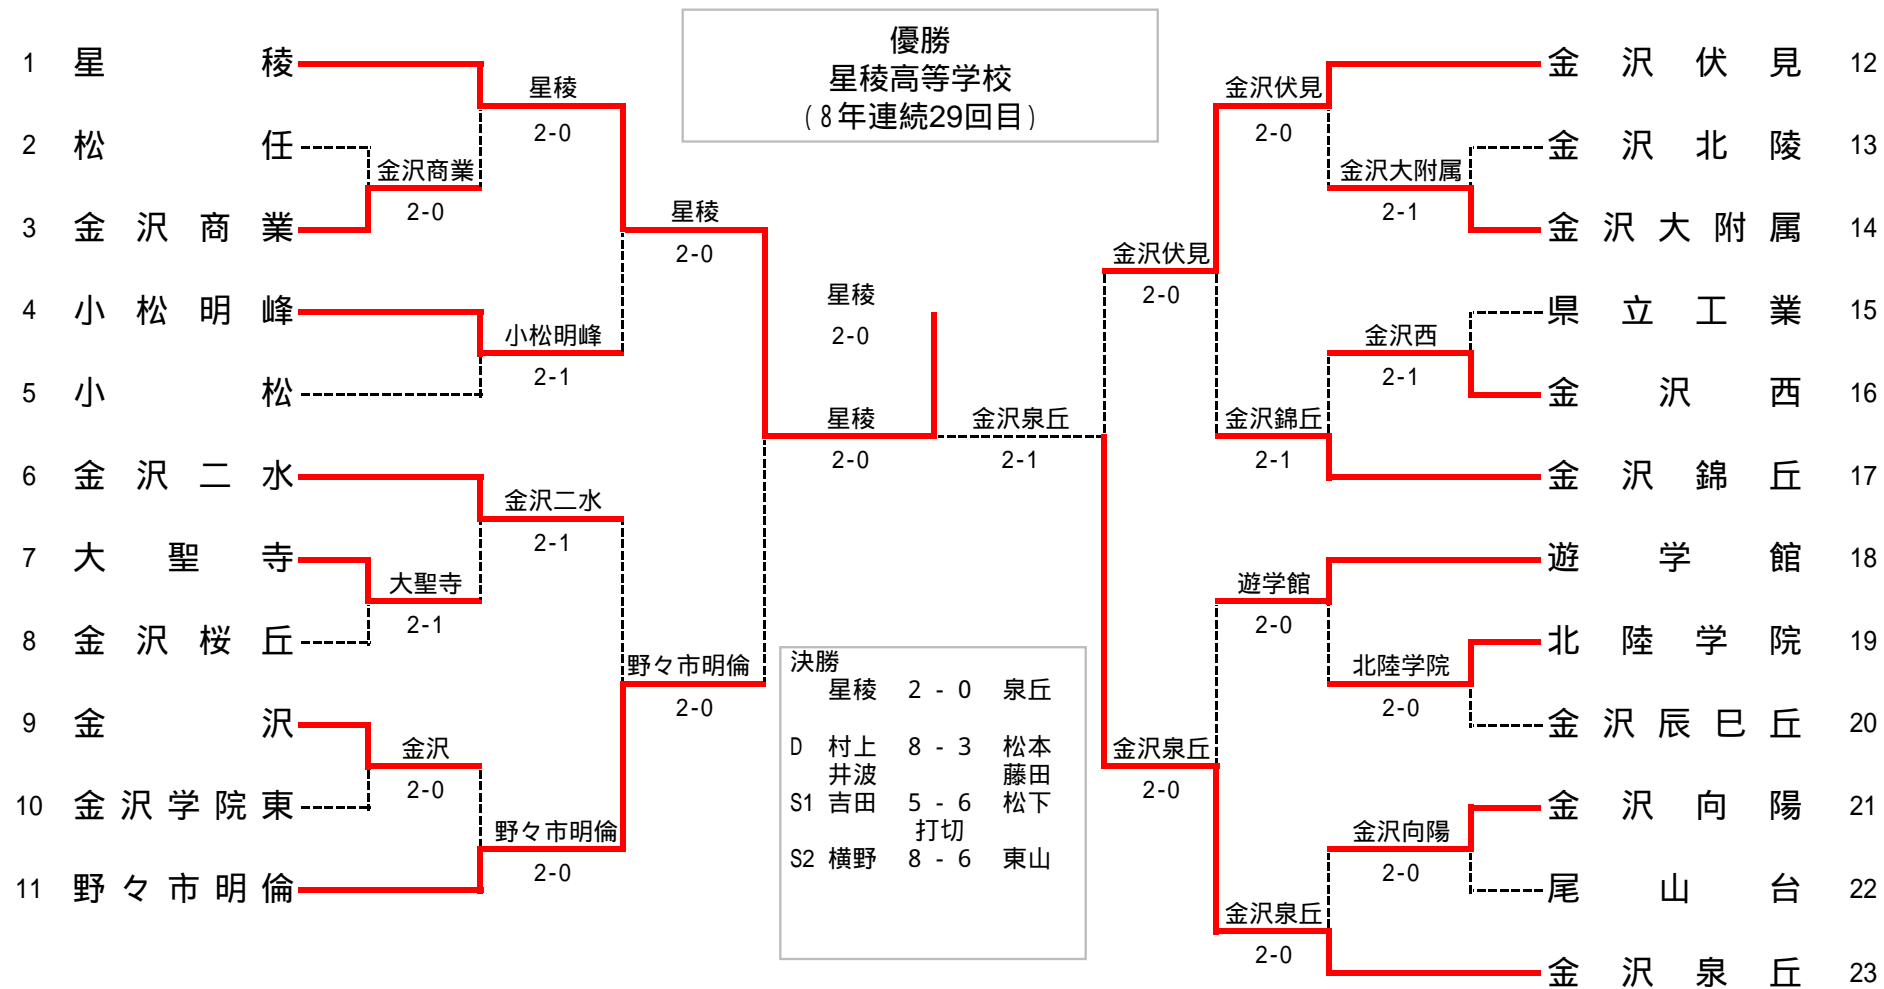 優勝
星稜高等学校
(8年連続29回目)
1 星稜
2 松任
3 金沢商業
4 小松明峰
5 小松
6 金沢二水
7 大聖寺
8 金沢桜丘
9 金沢
10 金沢学院東
11 野々市明倫
金沢商業
2-0
大聖寺
2-1
金沢
2-0
星稜
2-0
小松明峰
2-1
金沢二水
2-1
野々市明倫
2-0
星稜
2-0
野々市明倫
2-0
星稜
2-0
星稜
2-0
金沢泉丘
2-1
金沢伏見
2-0
金沢泉丘
2-0
金沢伏見
2-0
金沢錦丘
2-1
遊学館
2-0
金沢泉丘
2-0
金沢大附属
2-1
金沢西
2-1
北陸学院
2-0
金沢向陽
2-0
金沢伏見 12
金沢北陵 13
金沢大附属 14
県立工業 15
金沢西 16
金沢錦丘 17
遊学館 18
北陸学院 19
金沢辰巳丘 20
金沢向陽 21
尾山台 22
金沢泉丘 23
決勝
星稜 2 - 0 泉丘
D 村上 8 - 3 松本
井波 藤田
S1 吉田 5 - 6 松下
打切
S2 横野 8 - 6 東山